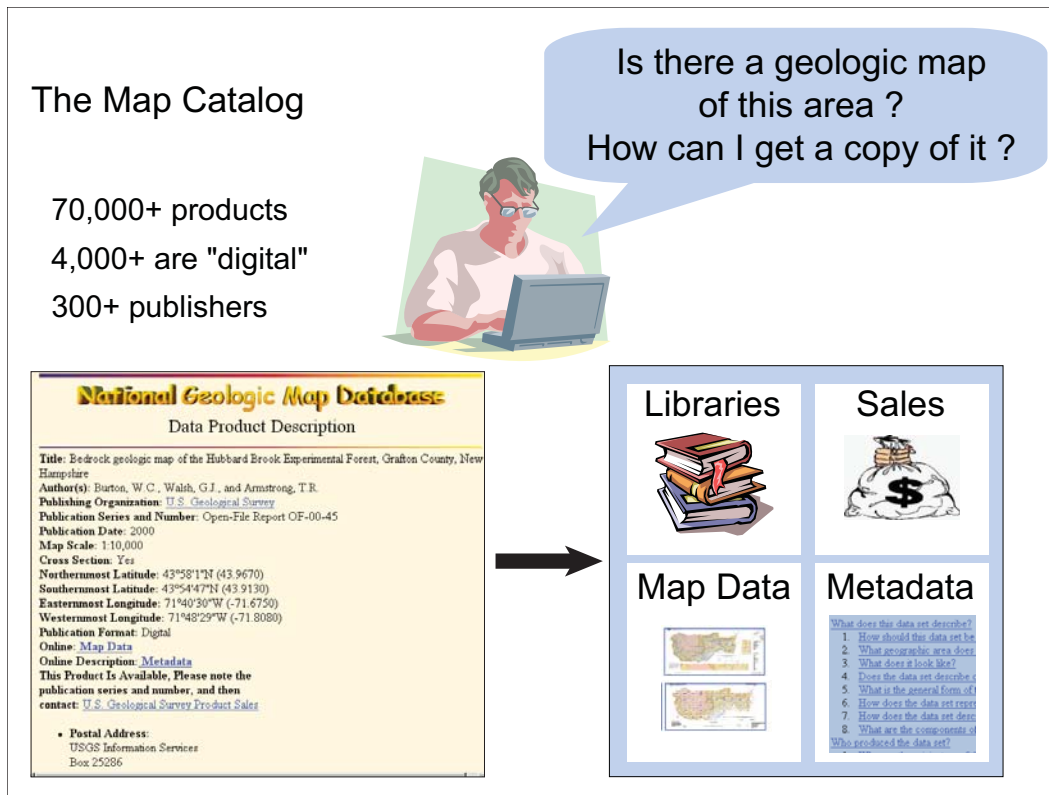 The Map Catalog
Is there a geologic map
of this area ?
How can I get a copy of it ?
70,000+ products
4,000+ are "digital"
300+ publishers
National Geologic Map Database
Data Product Description
Title: Bedrock geologic map of the Hubbard Brook Experimental Forest, Grafton County, New
Hampshire
Author(s): Burton, W.C., Walsh, G.J., and Armstrong, T.R.
Publishing Organization: U.S. Geological Survey
Publication Series and Number: Open-File Report OF-00-45
Publication Date: 2000
Map Scale: 1:10,000
Cross Section: Yes
Northernmost Latitude: 43°58'1"N (43.9670)
Southernmost Latitude: 43°54'47"N (43.9130)
Easternmost Longitude: 71°40'30"W (-71.6750)
Westernmost Longitude: 71°48'29"W (-71.8080)
Publication Format: Digital
Online: Map Data
Online Description: Metadata
This Product Is Available, Please note the
publication series and number, and then
contact: U.S. Geological Survey Product Sales
• Postal Address:
USGS Information Services
Box 25286
Libraries
Sales
$
Map Data
Metadata
What does this data set describe?
1. How should this data set be
2. What geographic area does
3. What does it look like?
4. Does the data set describe
5. What is the general form of
6. How does the data set repre
7. How does the data set desc
8. What are the components of
Who produced the data set?